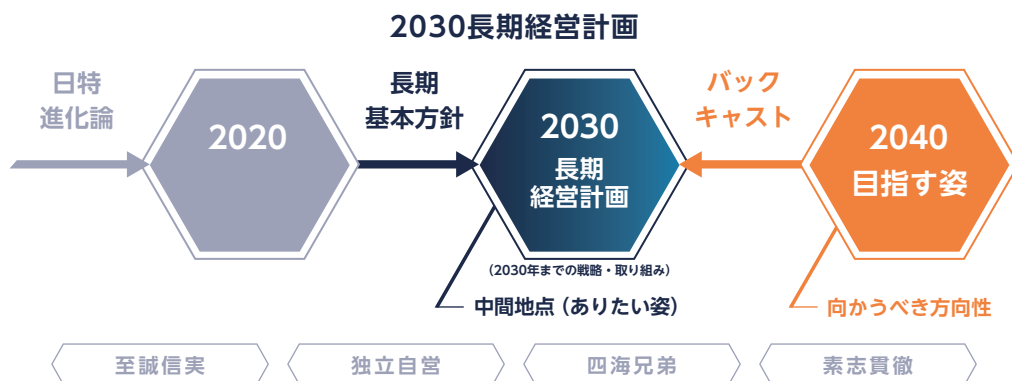 2030長期経営計画
日特
進化論
2020
長期
基本方針
2030
長期
経営計画
バック
キャスト
2040
目指す姿
(2030年までの戦略・取り組み)
中間地点(ありたい姿)
向かうべき方向性
至誠信実
独立自営
四海兄弟
素志貫徹